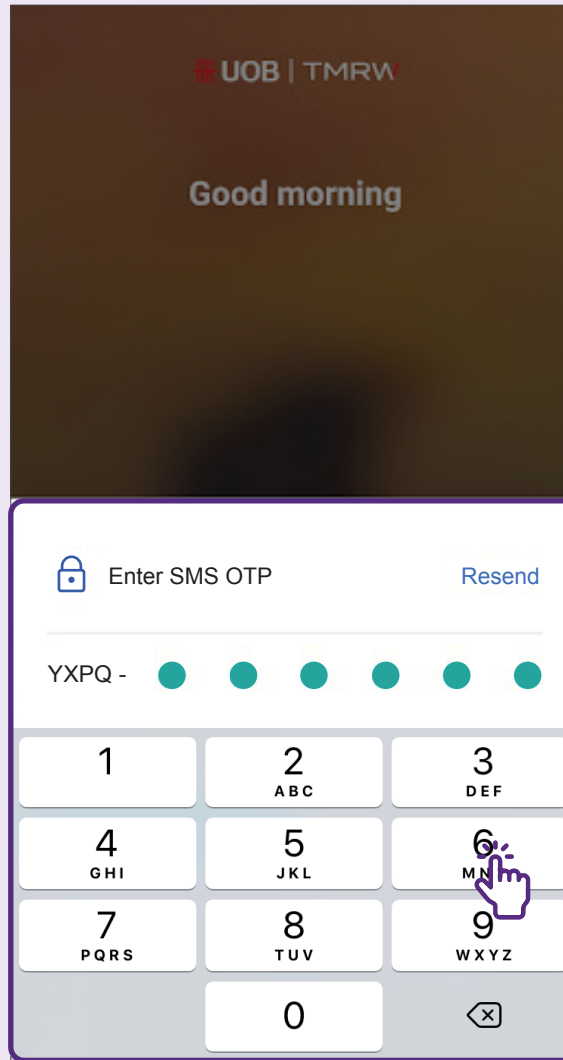 UOB | TMRW
Good morning
Enter SMS OTP Resend
YXPQ -
1 2 3
ABC DEF
4 5 6
GHI JKL MN
7 8 9
PQRS TUV WXYZ
0